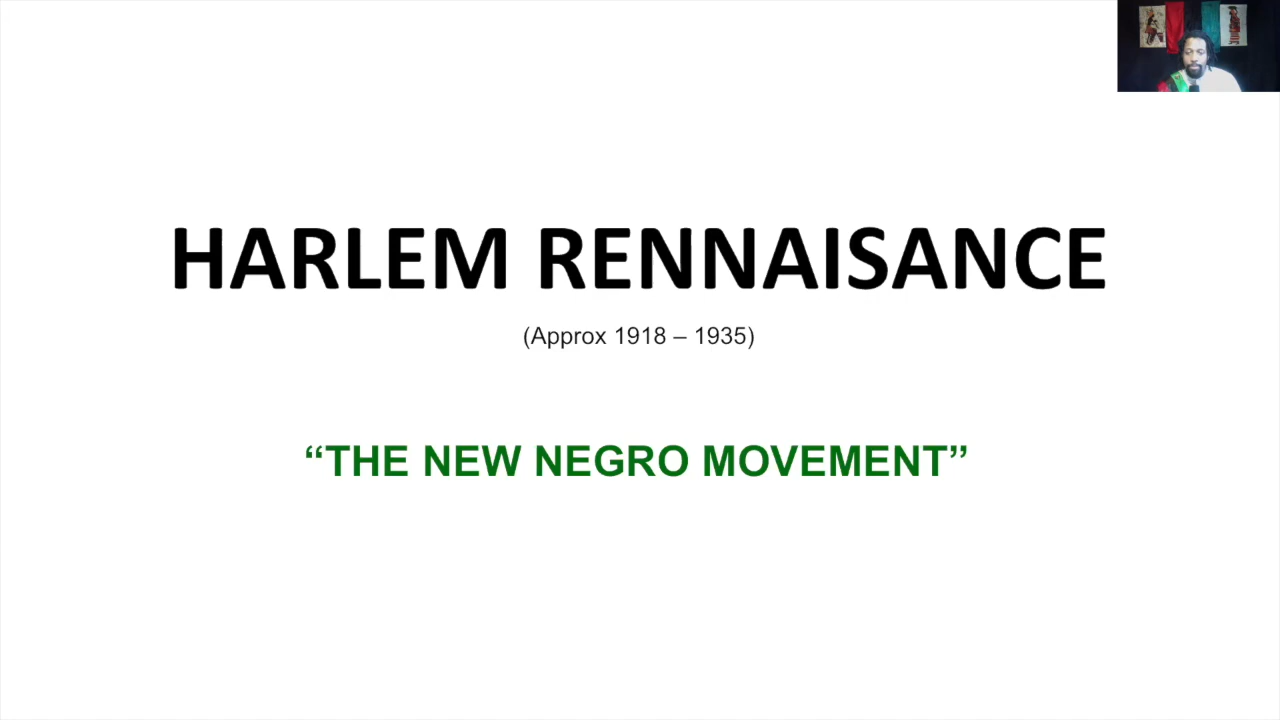 HARLEM RENNAISANCE
(Approx 1918 – 1935)
“THE NEW NEGRO MOVEMENT”